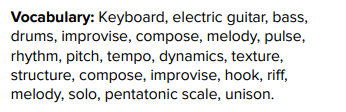 Vocabulary: Keyboard, electric guitar, bass,
drums, improvise, compose, melody, pulse,
rhythm, pitch, tempo, dynamics, texture,
structure, compose, improvise, hook, riff,
melody, solo, pentatonic scale, unison.